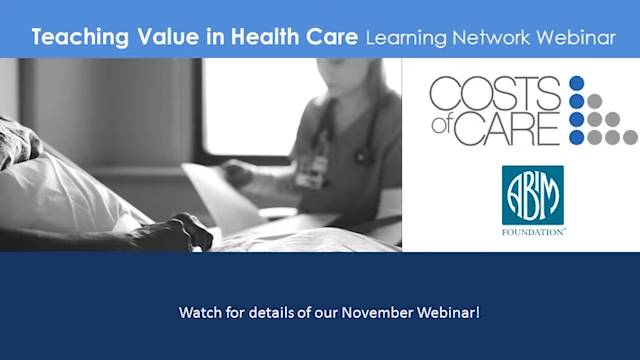 Teaching Value in Health Care Learning Network Webinar
COSTS
of CARE
ABIM
FOUNDATION®
Watch for details of our November Webinar!